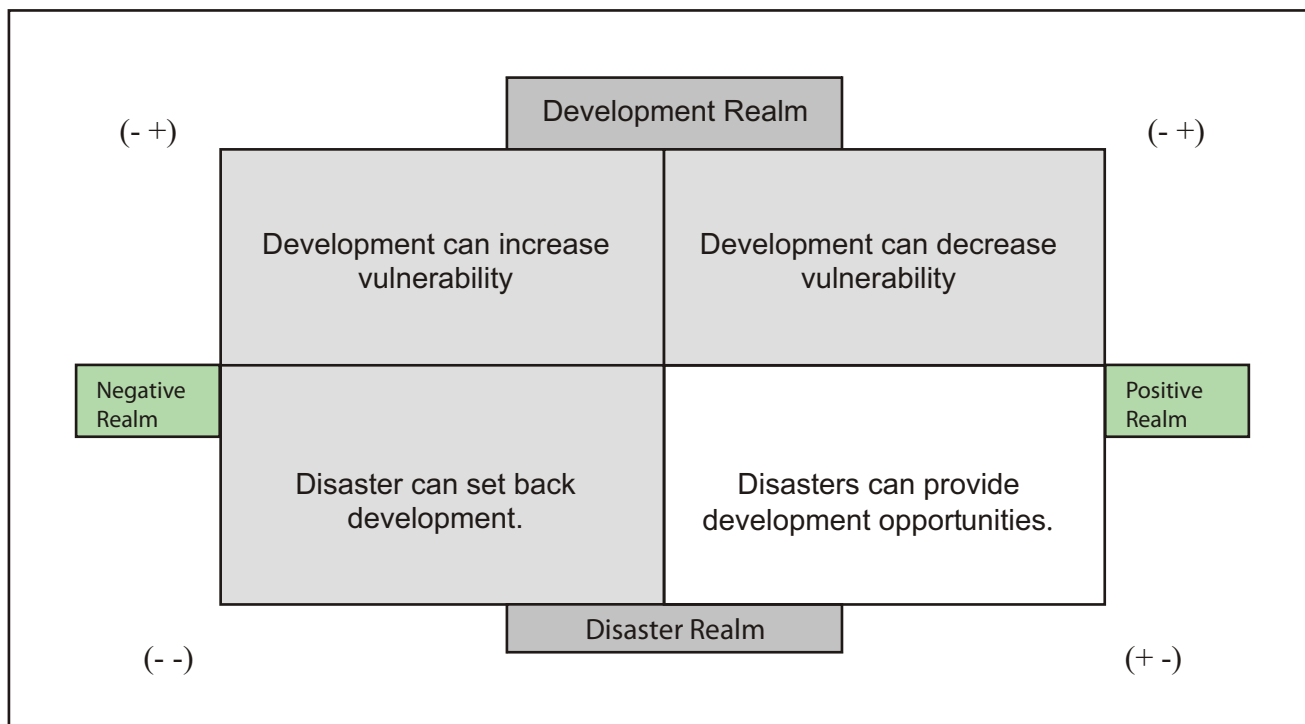 Development Realm
(- +)
(- +)
Development can increase
vulnerability
Development can decrease
vulnerability
Negative
Realm
Positive
Realm
Disaster can set back
development.
Disasters can provide
development opportunities.
Disaster Realm
(- -)
(+ -)